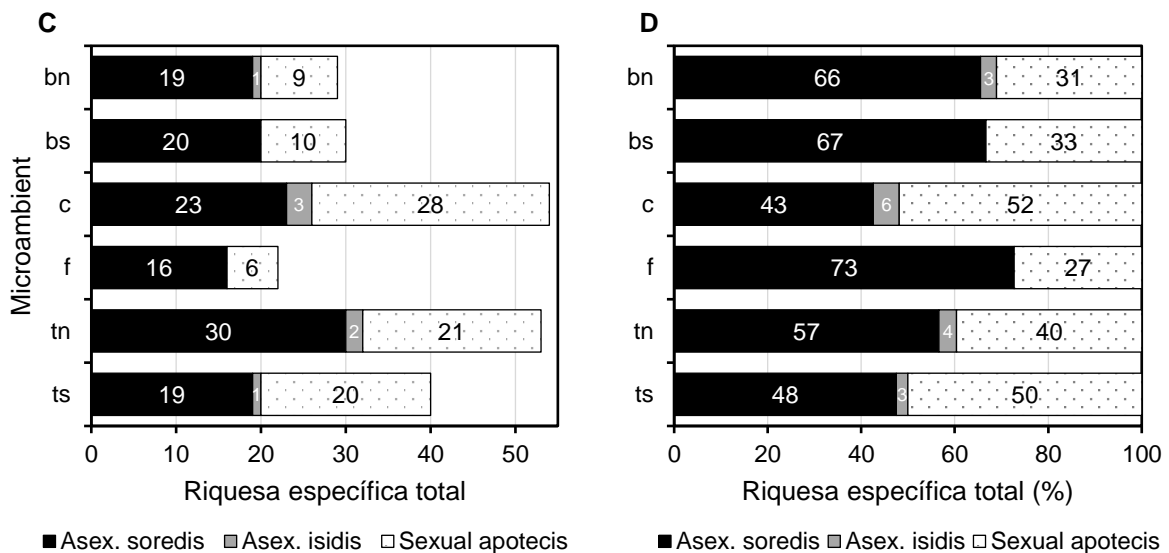 C
Microambient
bn 19 1 9
bs 20 10
c 23 3 28
f 16 6
tn 30 2 21
ts 19 1 20
0 10 20 30 40 50
Riquesa específica total
Asex. soredis Asex. isidis Sexual apotecis
D
bn 66 3 31
bs 67 33
c 43 6 52
f 73 27
tn 57 4 40
ts 48 3 50
0 20 40 60 80 100
Riquesa específica total (%)
Asex. soredis Asex. isidis Sexual apotecis